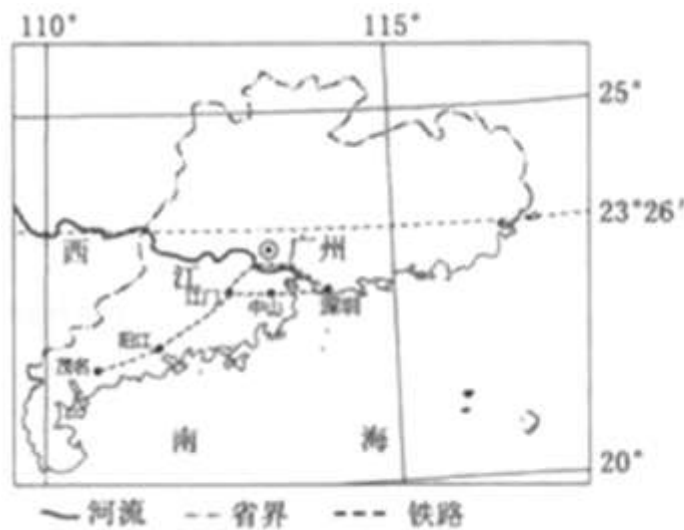 110° 115°
25°
23°26′
西 广州
江
江门 中山 深圳
阳江
茂名
南 海
20°
河流 省界 铁路